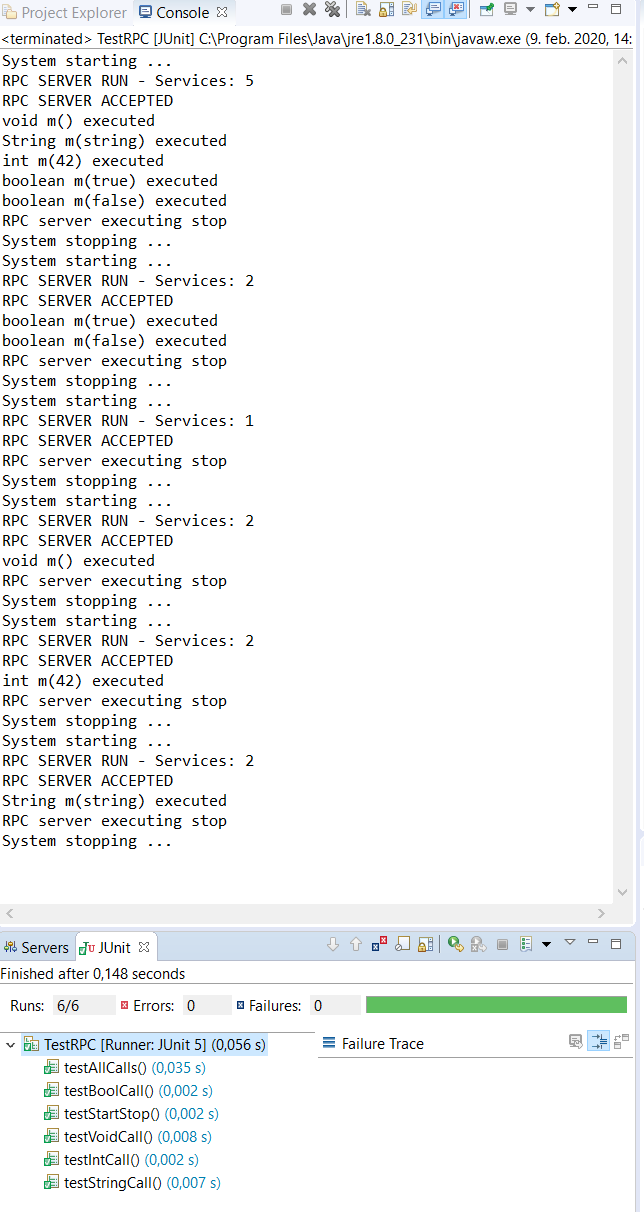 Project Explorer Console
<terminated> TestRPC [JUnit] C:\Program Files\Java\jre1.8.0_231\bin\javaw.exe (9. feb. 2020, 14:
System starting ...
RPC SERVER RUN - Services: 5
RPC SERVER ACCEPTED
void m() executed
String m(string) executed
int m(42) executed
boolean m(true) executed
boolean m(false) executed
RPC server executing stop
System stopping ...
System starting ...
RPC SERVER RUN - Services: 2
RPC SERVER ACCEPTED
boolean m(true) executed
boolean m(false) executed
RPC server executing stop
System stopping ...
System starting ...
RPC SERVER RUN - Services: 1
RPC SERVER ACCEPTED
RPC server executing stop
System stopping ...
System starting ...
RPC SERVER RUN - Services: 2
RPC SERVER ACCEPTED
void m() executed
RPC server executing stop
System stopping ...
System starting ...
RPC SERVER RUN - Services: 2
RPC SERVER ACCEPTED
int m(42) executed
RPC server executing stop
System stopping ...
System starting ...
RPC SERVER RUN - Services: 2
RPC SERVER ACCEPTED
String m(string) executed
RPC server executing stop
System stopping ...
Servers JUnit
Finished after 0,148 seconds
Runs: 6/6 Errors: 0 Failures: 0
TestRPC [Runner: JUnit 5] (0,056 s) Failure Trace
testAllCalls() (0,035 s)
testBoolCall() (0,002 s)
testStartStop() (0,002 s)
testVoidCall() (0,008 s)
testIntCall() (0,002 s)
testStringCall() (0,007 s)